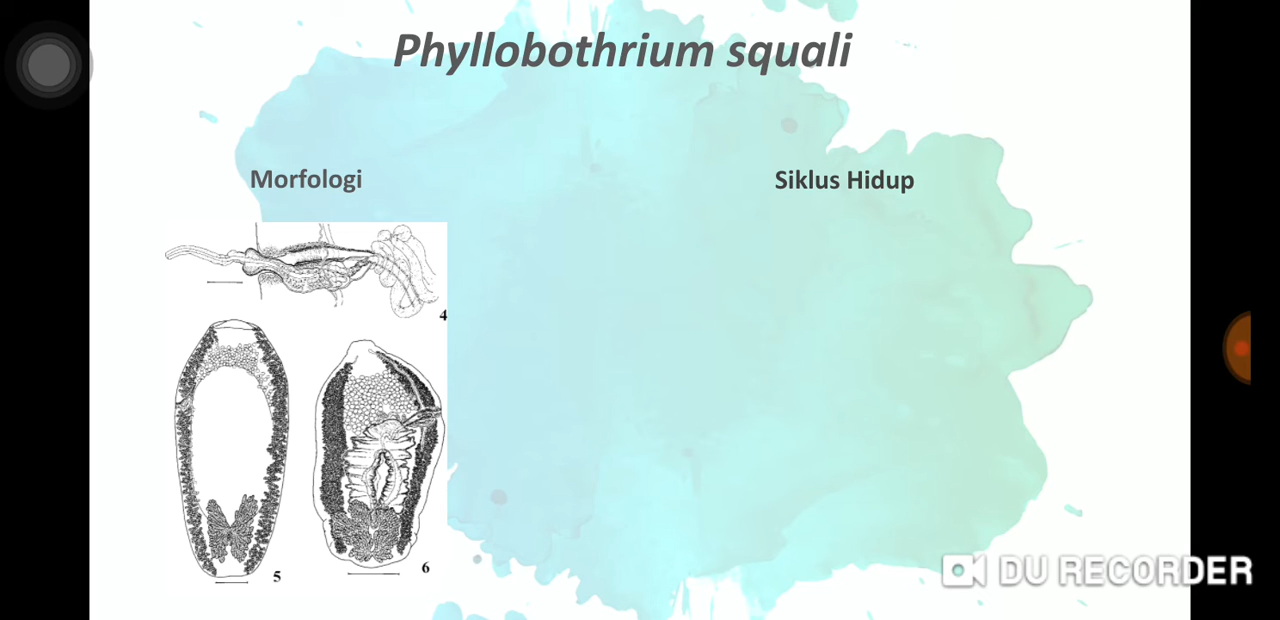 Phyllobothrium squali
Morfologi
Siklus Hidup
4
5
6
DU RECORDER